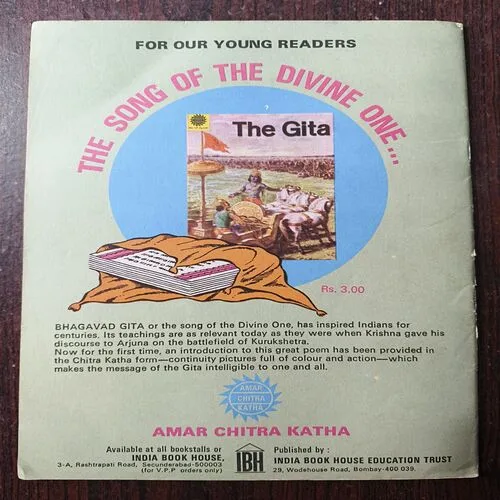 FOR OUR YOUNG READERS
THE SONG OF THE DIVINE ONE...
The Gita
Rs. 3.00
BHAGAVAD GITA or the song of the Divine One, has inspired Indians for
centuries. Its teachings are as relevant today as they were when Krishna gave his
discourse to Arjuna on the battlefield of Kurukshetra.
Now for the first time, an introduction to this great poem has been provided in
the Chitra Katha form—continuity pictures full of colour and action—which
makes the message of the Gita intelligible to one and all.
AMAR
CHITRA
KATHA
AMAR CHITRA KATHA
Available at all bookstalls or
INDIA BOOK HOUSE,
3-A, Rashtrapati Road, Secunderabad-500003
(for V.P.P orders only)
IBH
Published by :
INDIA BOOK HOUSE EDUCATION TRUST
29, Wodehouse Road, Bombay-400 039.